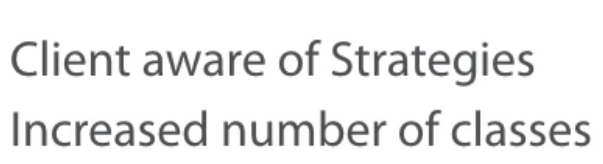 Client aware of Strategies
Increased number of classes